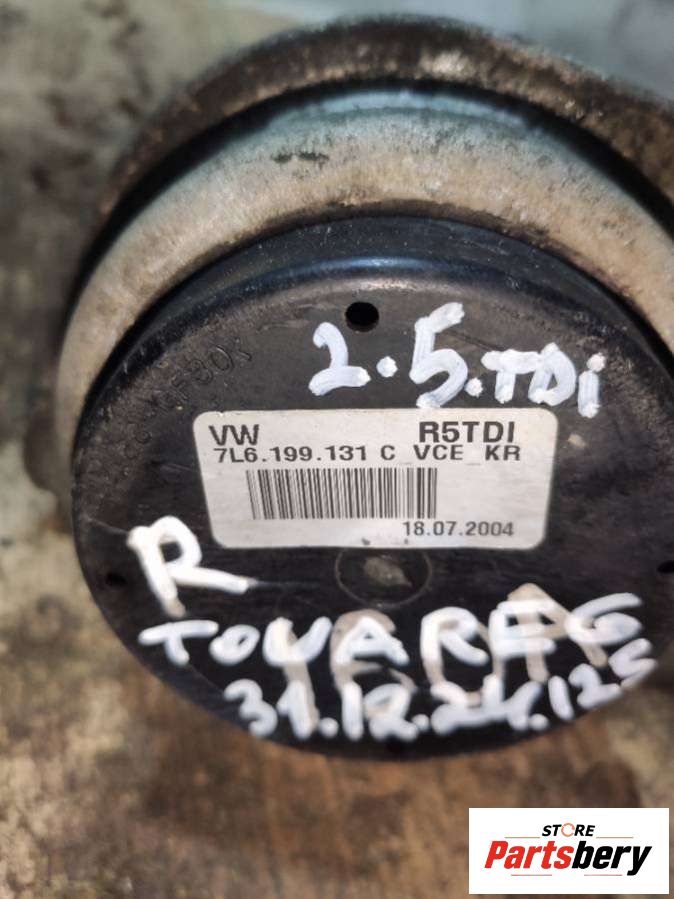 2.5.TDi
VW R5TDI
7L6.199.131 C VCE KR
18.07.2004
R
TOUAREG
31.12.24.125
STORE
Partsbery